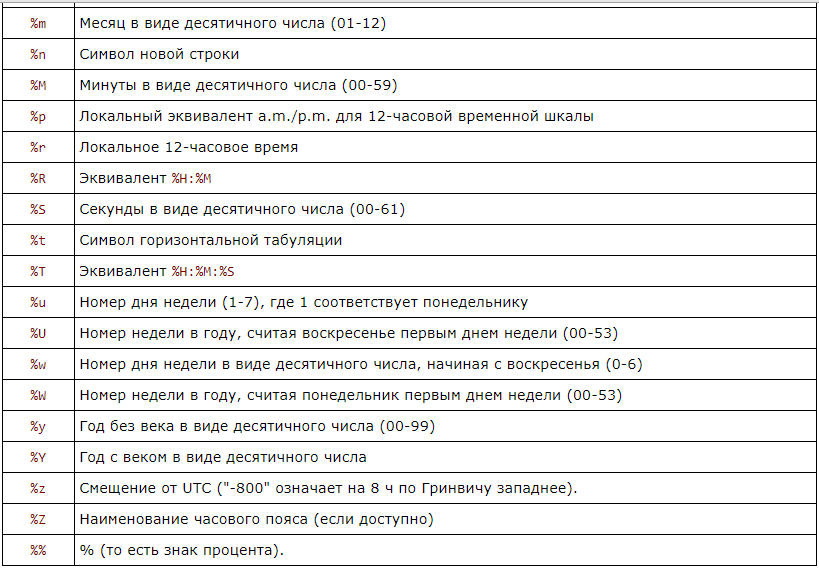 %m Месяц в виде десятичного числа (01-12)
%n Символ новой строки
%M Минуты в виде десятичного числа (00-59)
%p Локальный эквивалент a.m./p.m. для 12-часовой временной шкалы
%r Локальное 12-часовое время
%R Эквивалент %H:%M
%S Секунды в виде десятичного числа (00-61)
%t Символ горизонтальной табуляции
%T Эквивалент %H:%M:%S
%u Номер дня недели (1-7), где 1 соответствует понедельнику
%U Номер недели в году, считая воскресенье первым днем недели (00-53)
%w Номер дня недели в виде десятичного числа, начиная с воскресенья (0-6)
%W Номер недели в году, считая понедельник первым днем недели (00-53)
%y Год без века в виде десятичного числа (00-99)
%Y Год с веком в виде десятичного числа
%z Смещение от UTC ("-800" означает на 8 ч по Гринвичу западнее).
%Z Наименование часового пояса (если доступно)
%% % (то есть знак процента).